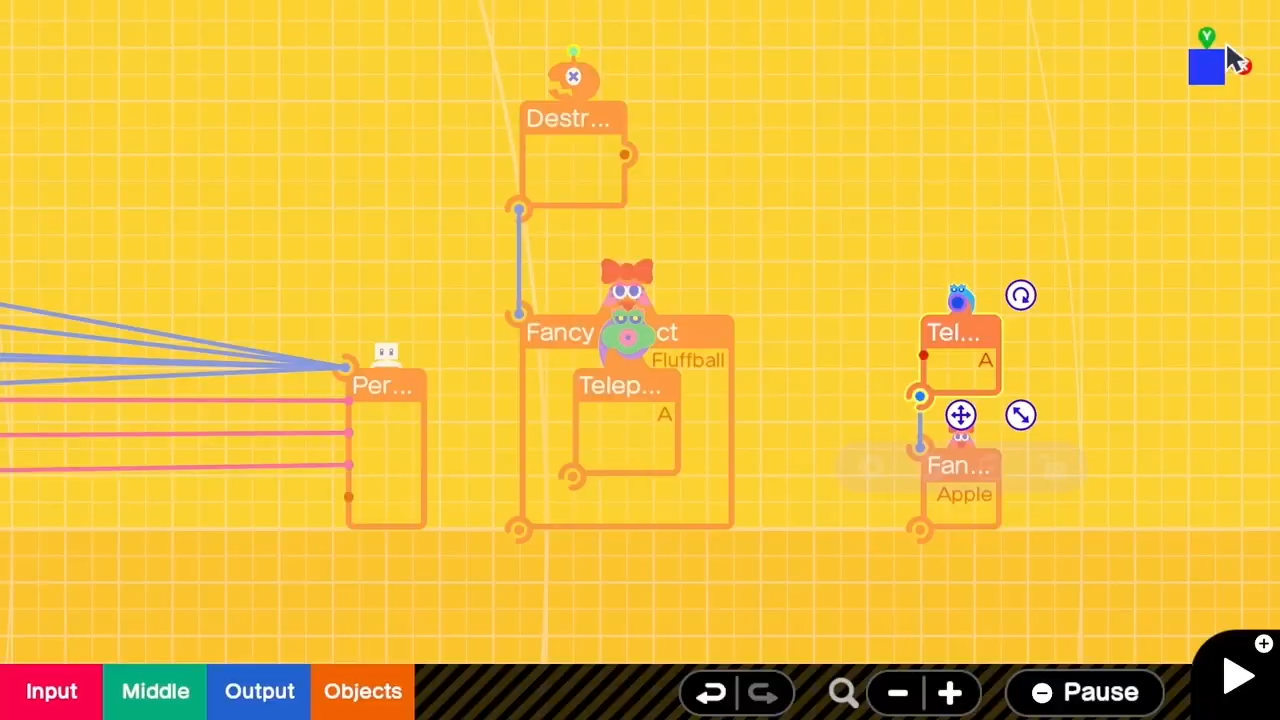 Y
Destr...
Fancy
ct
Fluffball
Tel...
A
Per...
Telep...
A
Fan...
Apple
Input
Middle
Output
Objects
Pause